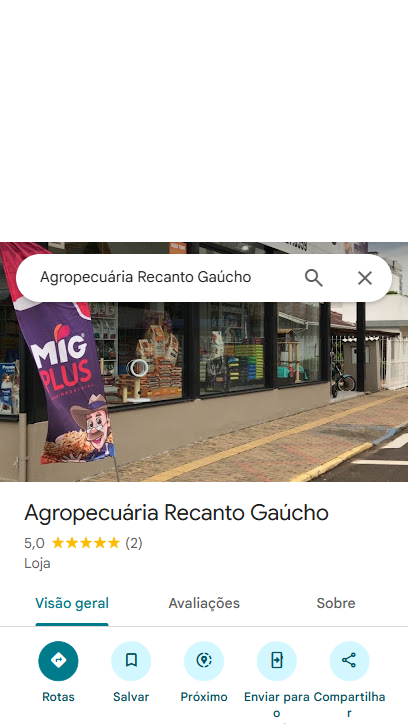 Agropecuária Recanto Gaúcho
MIG
PLUS
Agropecuária Recanto Gaúcho
5,0 (2)
Loja
Visão geral Avaliações Sobre
Rotas Salvar Próximo Enviar para o Compartilhar